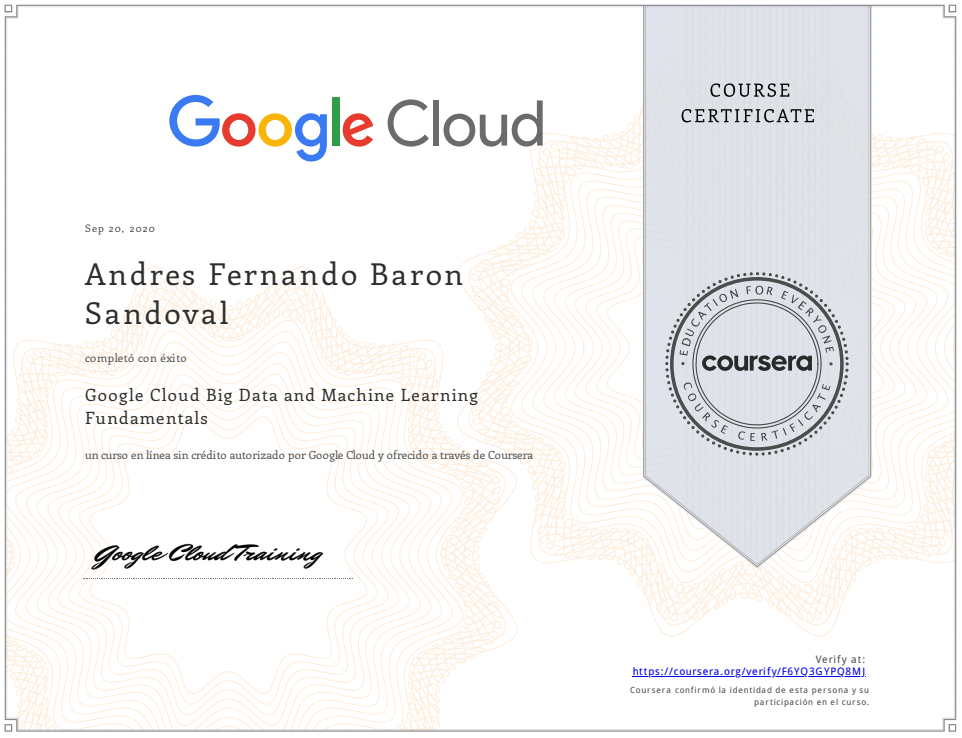 Google Cloud
COURSE
CERTIFICATE
Sep 20, 2020
Andres Fernando Baron
Sandoval
completó con éxito
Google Cloud Big Data and Machine Learning
Fundamentals
un curso en línea sin crédito autorizado por Google Cloud y ofrecido a través de Coursera
Google Cloud Training
EDUCATION FOR EVERYONE
coursera
COURSE CERTIFICATE
Verify at:
https://coursera.org/verify/F6YQ3GYPQ8MJ
Coursera confirmó la identidad de esta persona y su
participación en el curso.